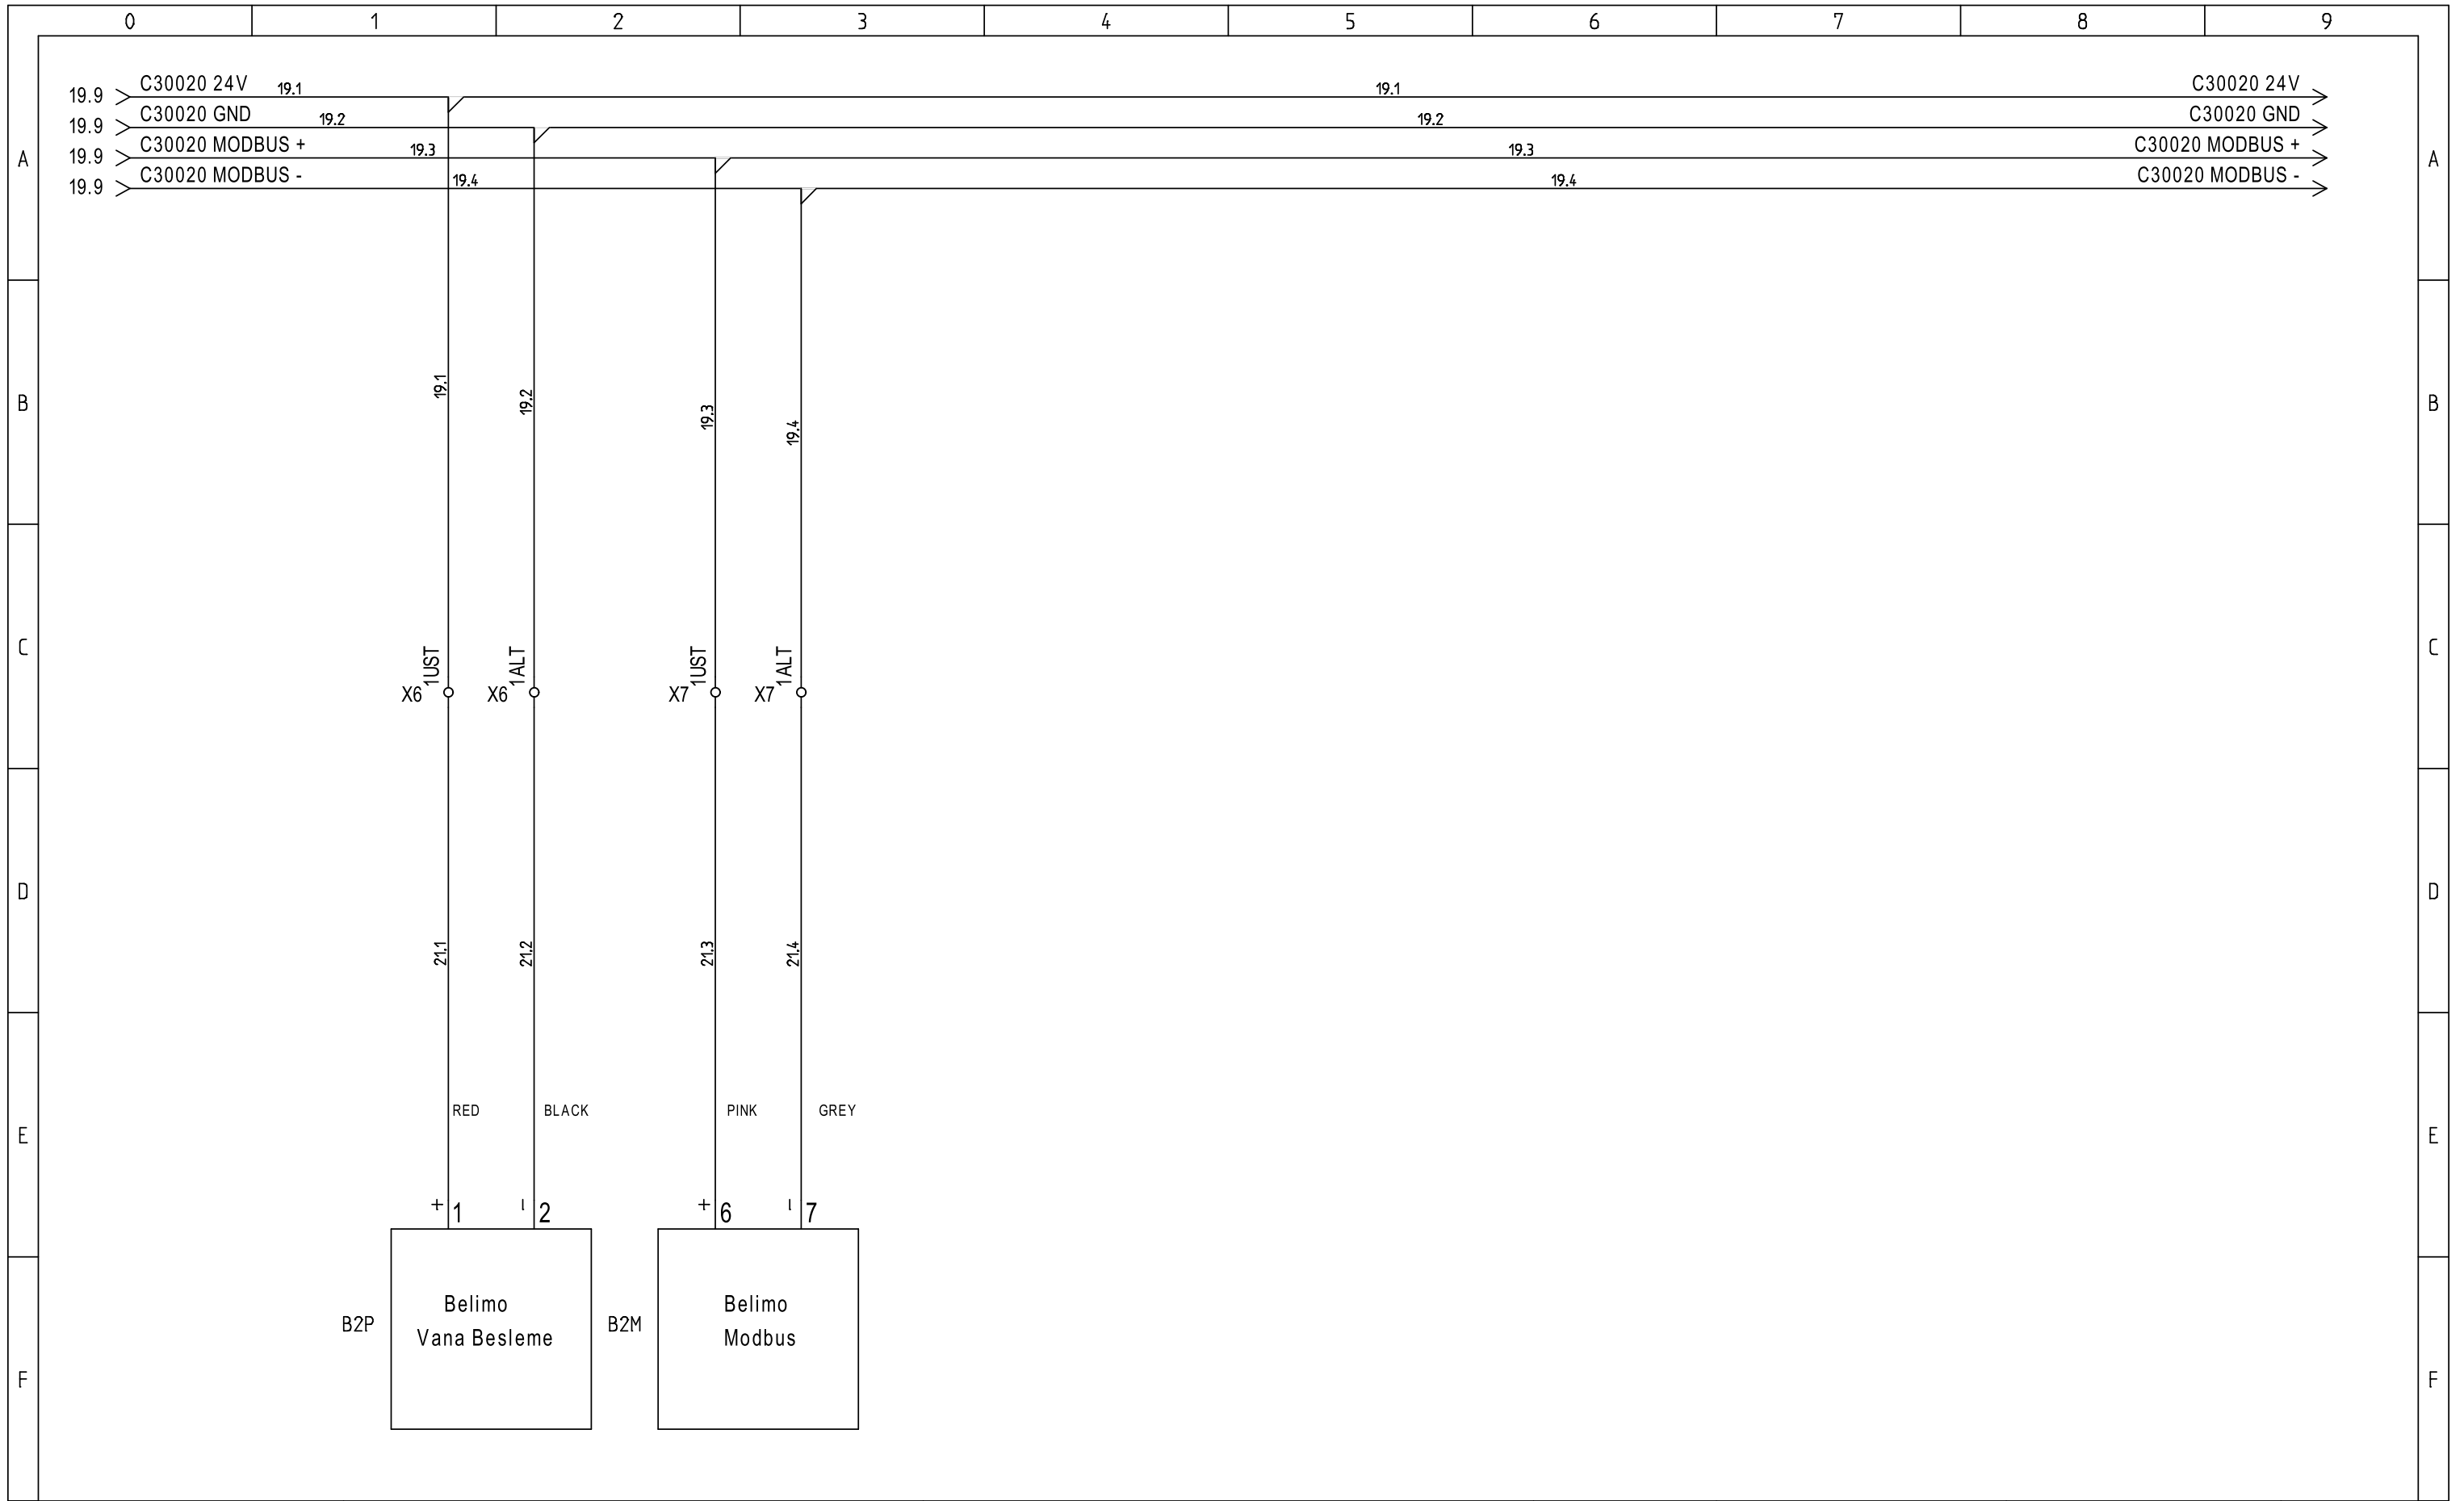 0 1 2 3 4 5 6 7 8 9
19.9 C30020 24V 19.1 19.1 C30020 24V
19.9 C30020 GND 19.2 19.2 C30020 GND
19.9 C30020 MODBUS + 19.3 19.3 C30020 MODBUS +
A A
19.9 C30020 MODBUS - 19.4 19.4 C30020 MODBUS -
19.1 19.2 19.3 19.4
B B
C C
1UST 1ALT 1UST 1ALT
X6 X6 X7 X7
D D
21.1 21.2 21.3 21.4
RED BLACK PINK GREY
E E
+ 1 - 2 + 6 - 7
Belimo Belimo
B2P Vana Besleme B2M Modbus
F F